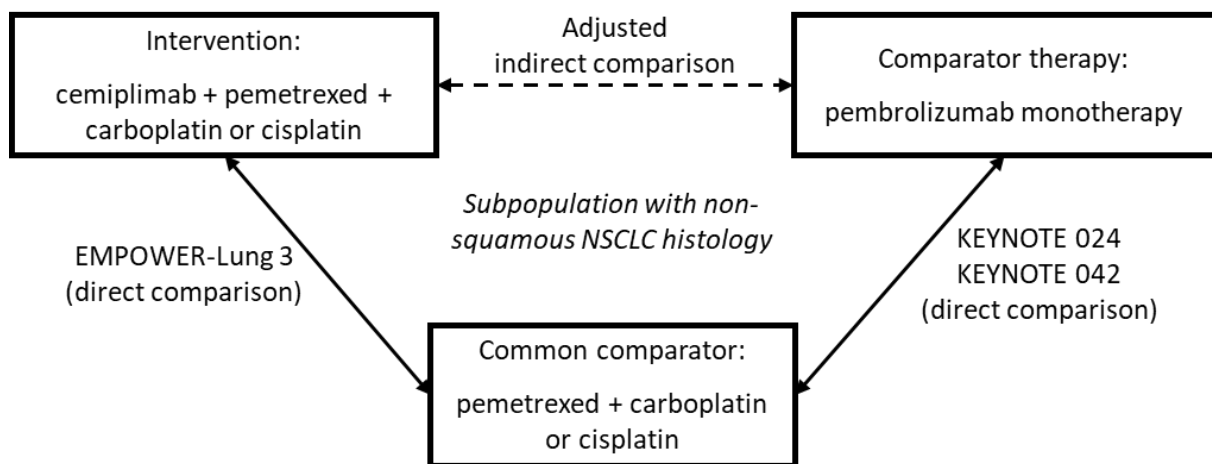 Intervention:
cemiplimab + pemetrexed +
carboplatin or cisplatin
Adjusted
indirect comparison
Comparator therapy:
pembrolizumab monotherapy
Subpopulation with non-
squamous NSCLC histology
EMPOWER-Lung 3
(direct comparison)
KEYNOTE 024
KEYNOTE 042
(direct comparison)
Common comparator:
pemetrexed + carboplatin
or cisplatin